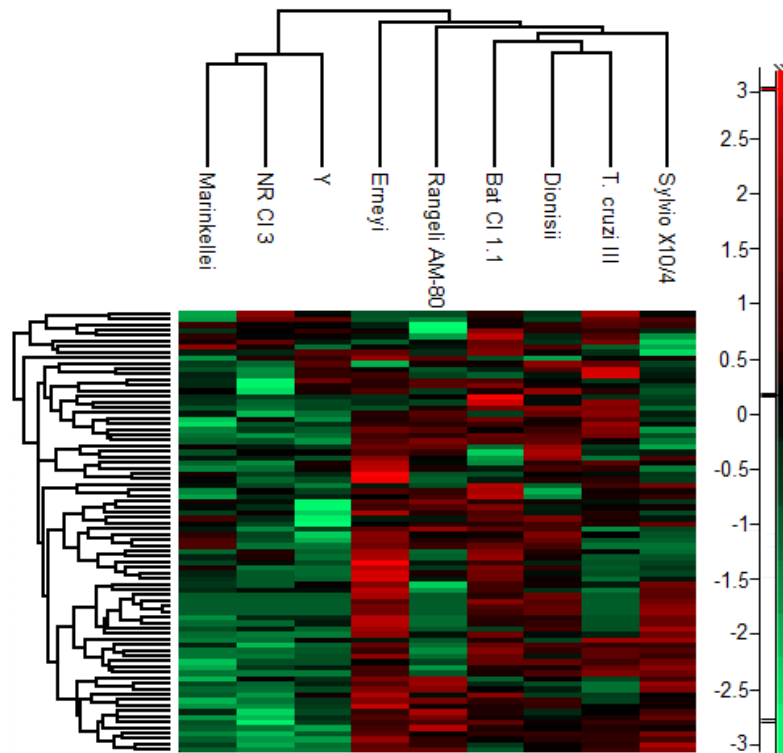 Marinkellei
NR Cl 3
Y
Erneyi
Rangeli AM-80
Bat Cl 1.1
Dionisii
T. cruzi III
Sylvio X10/4
3
2.5
2
1.5
1
0.5
0
-0.5
-1
-1.5
-2
-2.5
-3